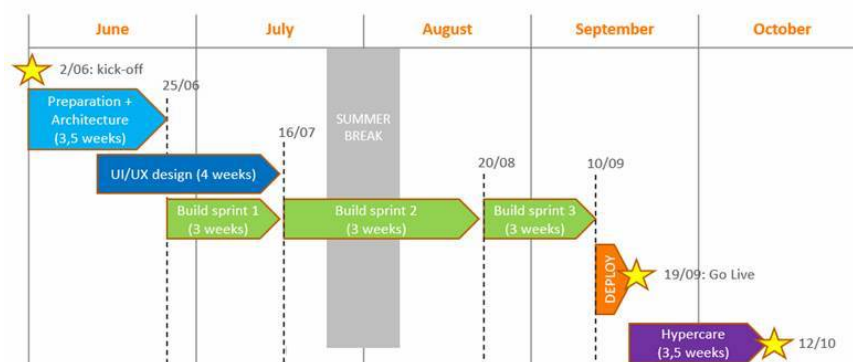 June
July
August
September
October
2/06: kick-off
25/06
Preparation +
Architecture
(3,5 weeks)
16/07
SUMMER
BREAK
UI/UX design (4 weeks)
20/08
10/09
Build sprint 1
(3 weeks)
Build sprint 2
(3 weeks)
Build sprint 3
(3 weeks)
DEPLOY
19/09: Go Live
Hypercare
(3,5 weeks)
12/10